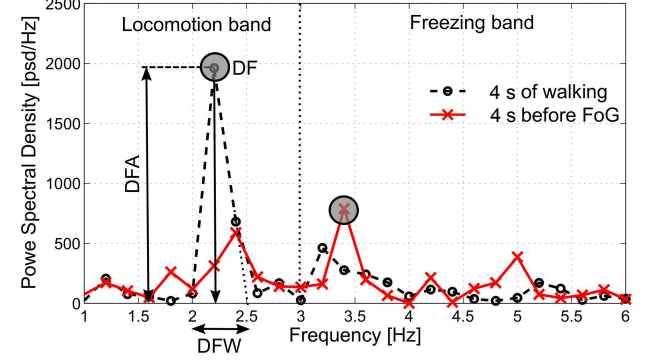 2500
2000
1500
1000
500
0
Powe Spectral Density [psd/Hz]
Locomotion band
Freezing band
DF
DFA
4 s of walking
4 s before FoG
1 1.5 2 2.5 3 3.5 4 4.5 5 5.5 6
DFW
Frequency [Hz]